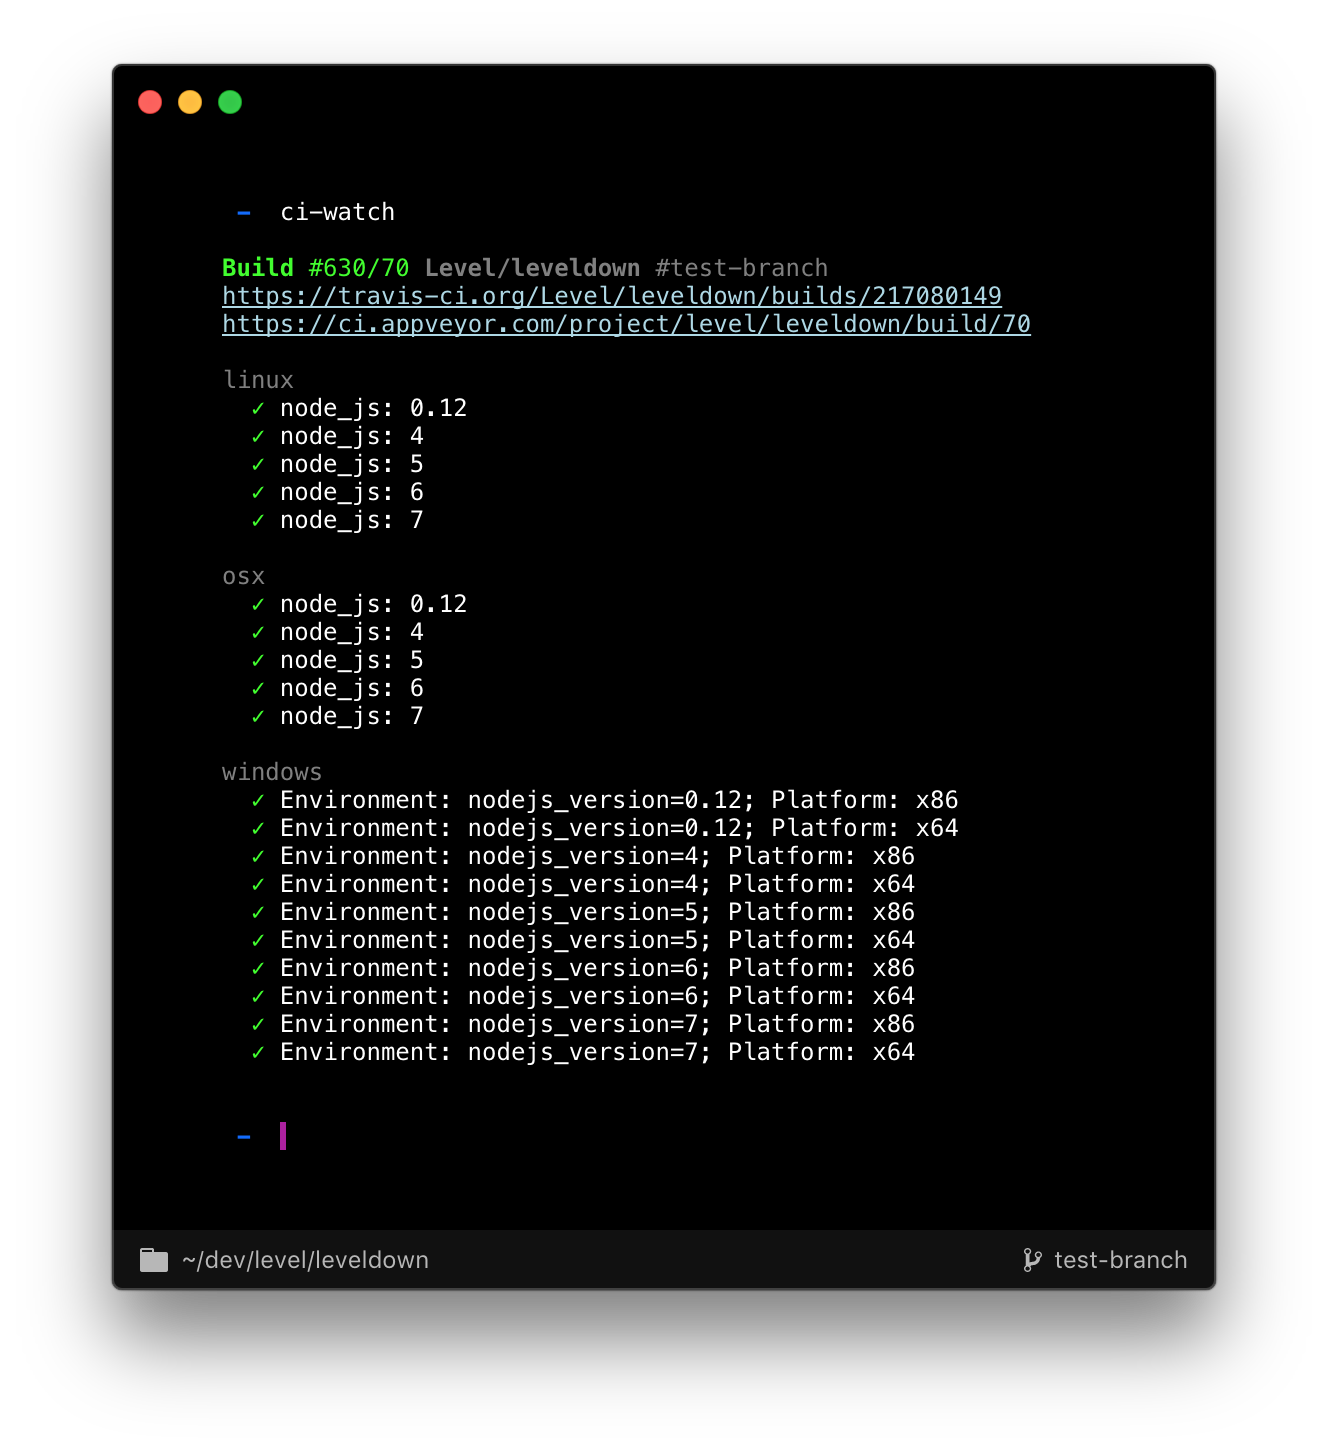 – ci-watch
Build #630/70 Level/leveldown #test-branch
https://travis-ci.org/Level/leveldown/builds/217080149
https://ci.appveyor.com/project/level/leveldown/build/70
linux
✓ node_js: 0.12
✓ node_js: 4
✓ node_js: 5
✓ node_js: 6
✓ node_js: 7
osx
✓ node_js: 0.12
✓ node_js: 4
✓ node_js: 5
✓ node_js: 6
✓ node_js: 7
windows
✓ Environment: nodejs_version=0.12; Platform: x86
✓ Environment: nodejs_version=0.12; Platform: x64
✓ Environment: nodejs_version=4; Platform: x86
✓ Environment: nodejs_version=4; Platform: x64
✓ Environment: nodejs_version=5; Platform: x86
✓ Environment: nodejs_version=5; Platform: x64
✓ Environment: nodejs_version=6; Platform: x86
✓ Environment: nodejs_version=6; Platform: x64
✓ Environment: nodejs_version=7; Platform: x86
✓ Environment: nodejs_version=7; Platform: x64
–
~/dev/level/leveldown test-branch